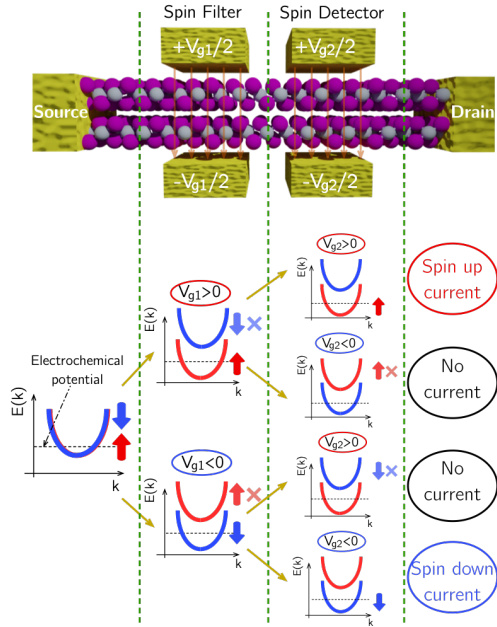 Spin Filter Spin Detector
+Vg1/2 +Vg2/2
Source Drain
-Vg1/2 -Vg2/2
Vg2>0
E(k)
k
Spin up
current
Vg1>0
E(k)
k
Vg2<0
E(k)
k
No
current
Electrochemical
potential
E(k)
k
Vg1<0
E(k)
k
Vg2>0
E(k)
k
No
current
Vg2<0
E(k)
k
Spin down
current